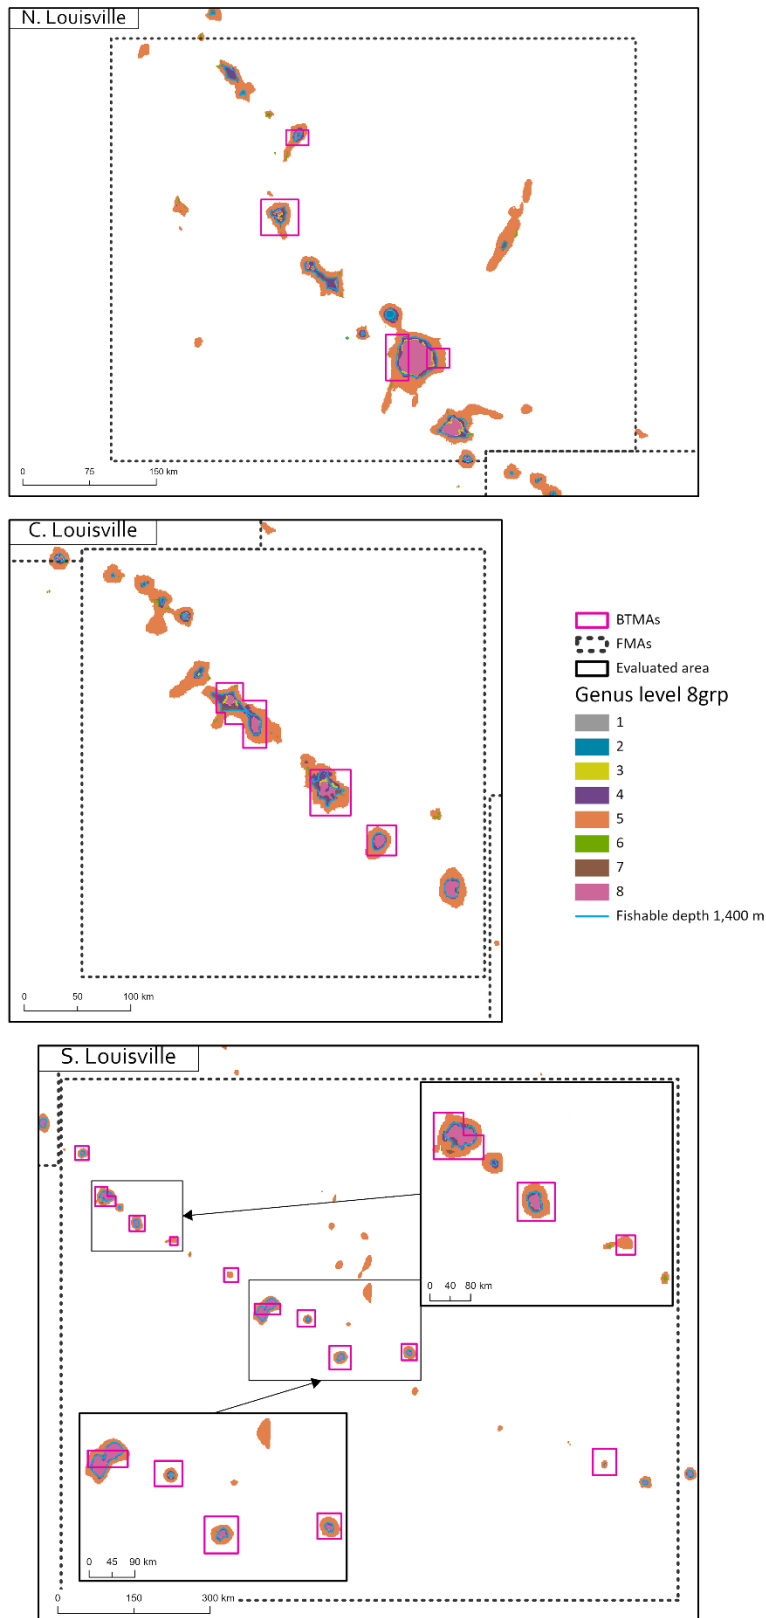 N. Louisville
0 75 150 km
C. Louisville
BTMAs
FMAs
Evaluated area
Genus level 8grp
1
2
3
4
5
6
7
8
Fishable depth 1,400 m
0 50 100 km
S. Louisville
0 40 80 km
0 45 90 km
0 150 300 km